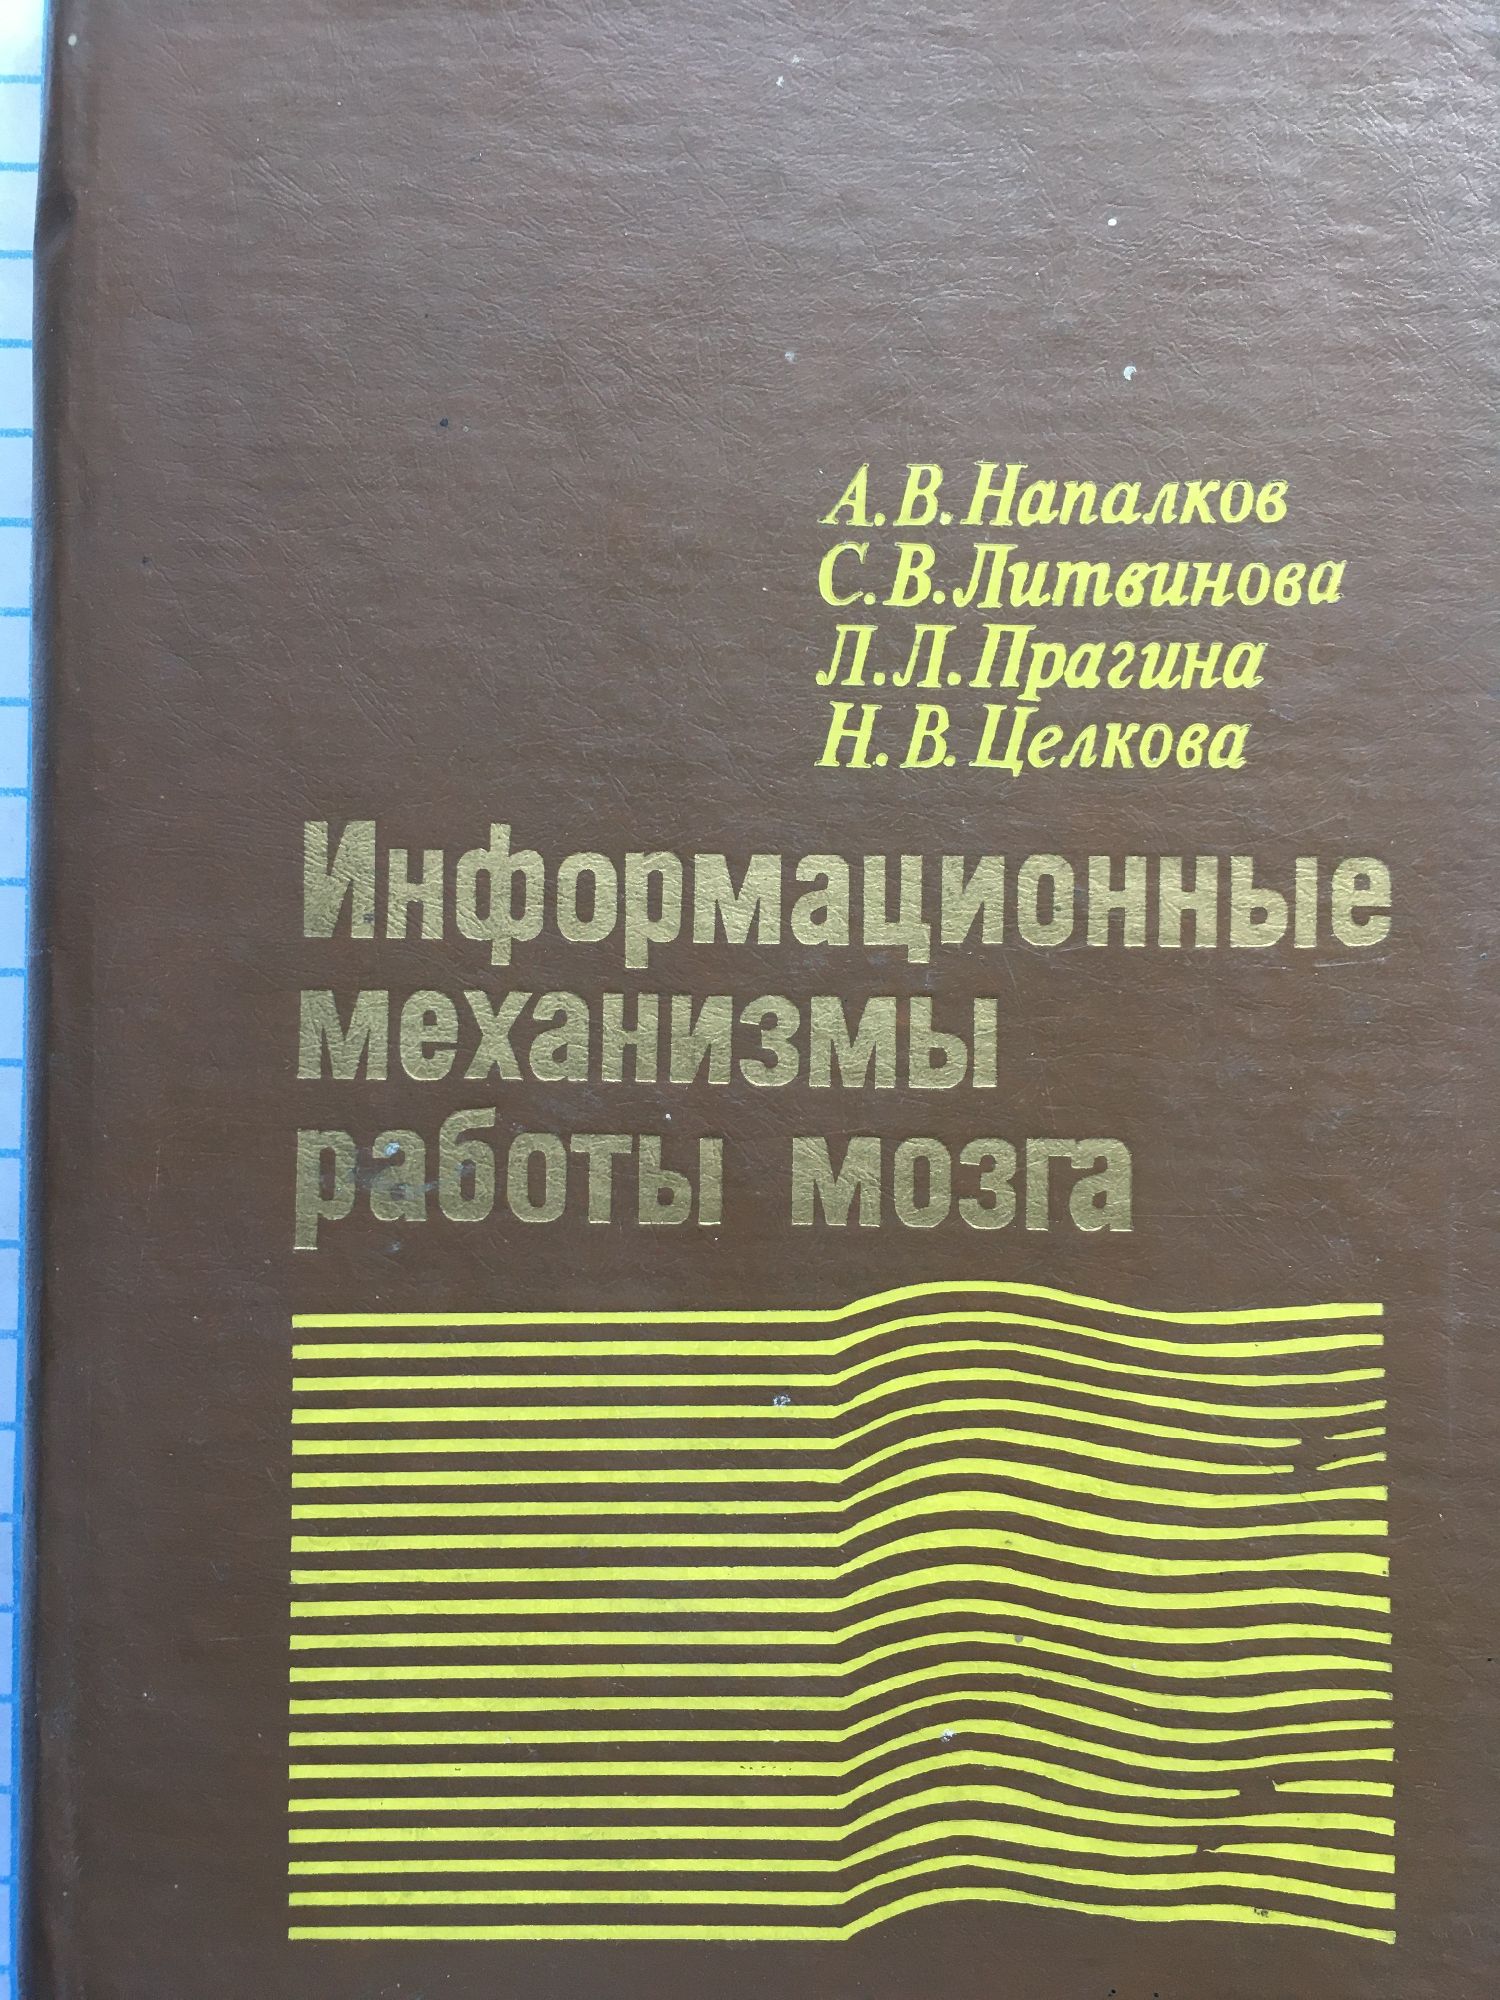 А. В. Напалков
С. В. Литвинова
Л. Л. Прагина
Н. В. Целкова
Информационные
механизмы
работы мозга